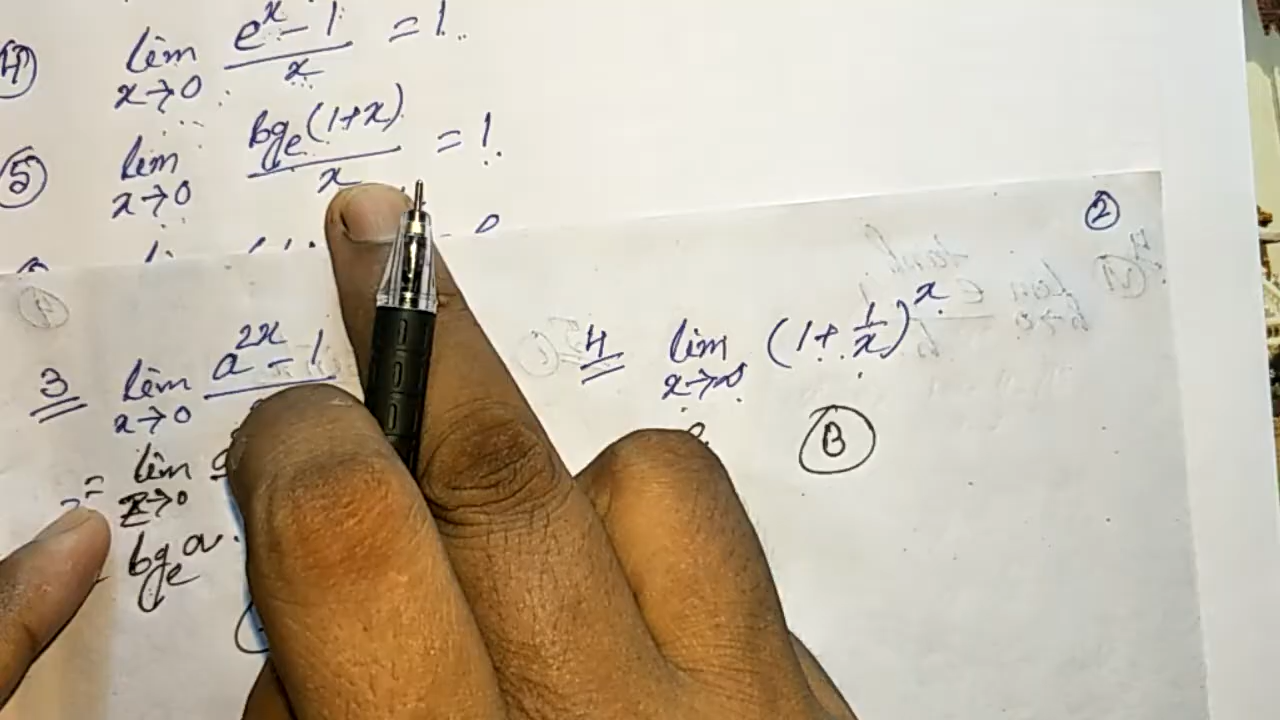 ④ lim x→0 (e^x - 1)/x = 1.
⑤ lim x→0 log_e(1+x)/x = 1.
②
3 lim x→0 a^{2x} - 1
= lim z→0
log_e a.
4 lim x→∞ (1 + 1/x)^x
B